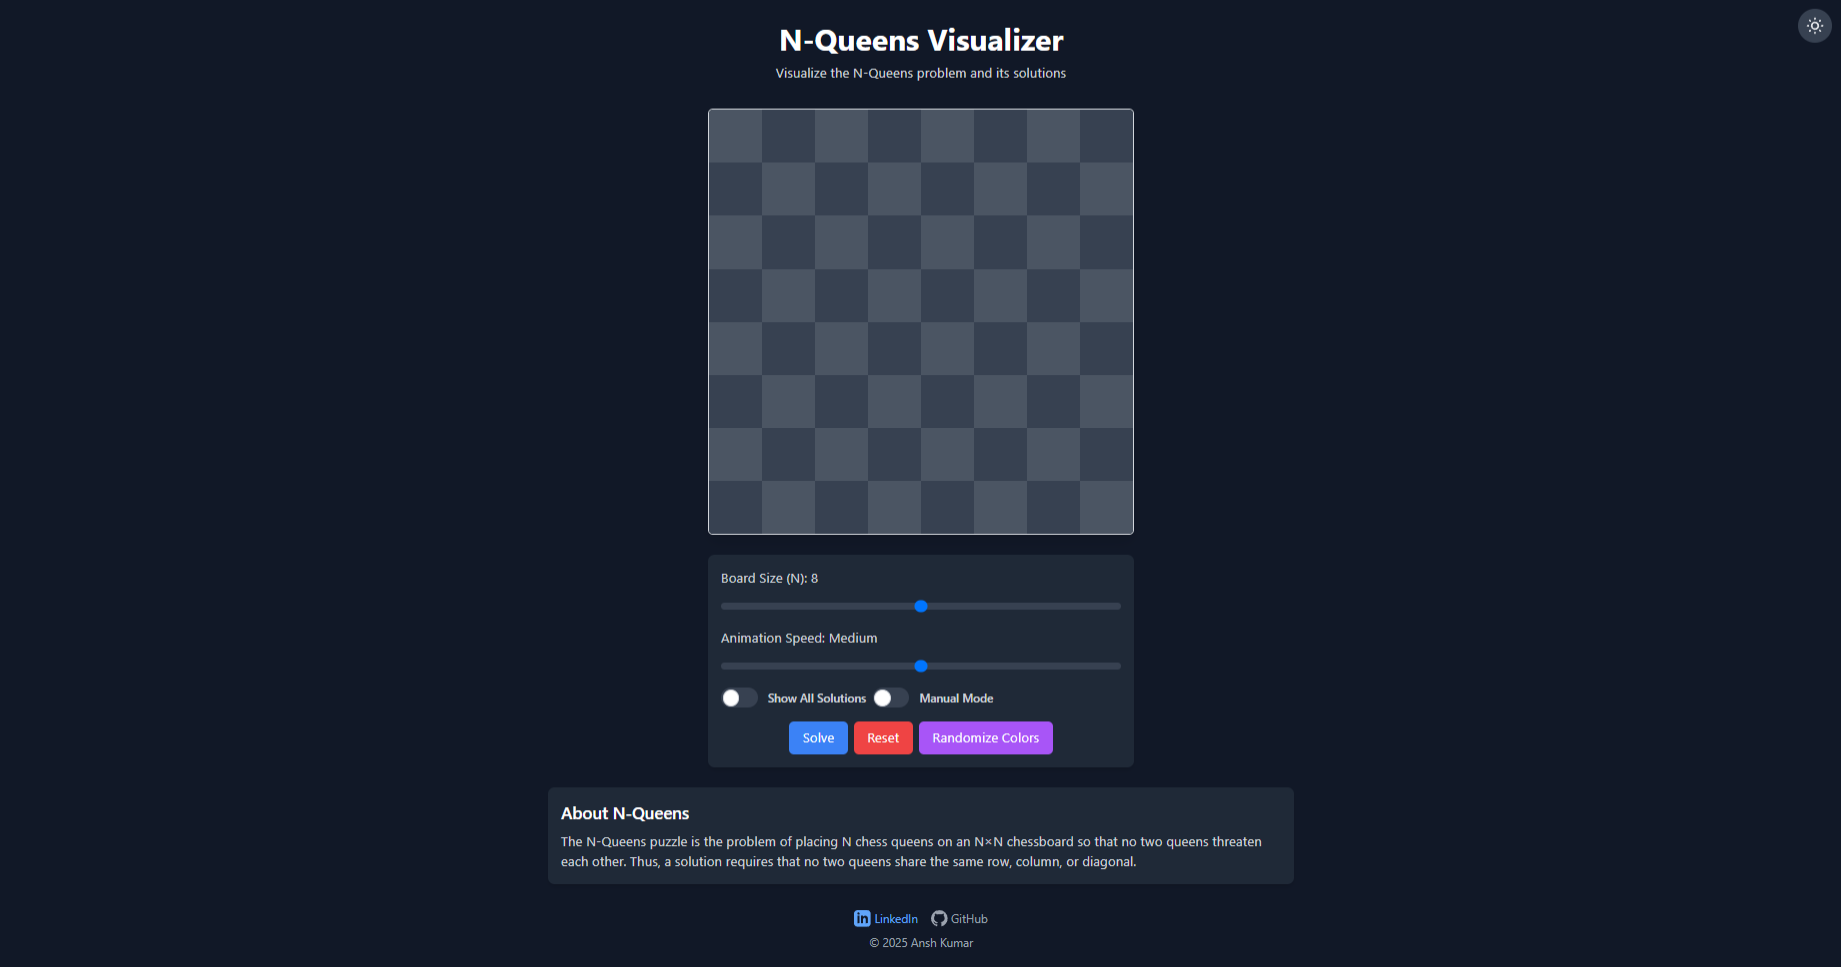 N-Queens Visualizer
Visualize the N-Queens problem and its solutions
Board Size (N): 8
Animation Speed: Medium
Show All Solutions Manual Mode
Solve Reset Randomize Colors
About N-Queens
The N-Queens puzzle is the problem of placing N chess queens on an N×N chessboard so that no two queens threaten
each other. Thus, a solution requires that no two queens share the same row, column, or diagonal.
in LinkedIn GitHub
© 2025 Ansh Kumar